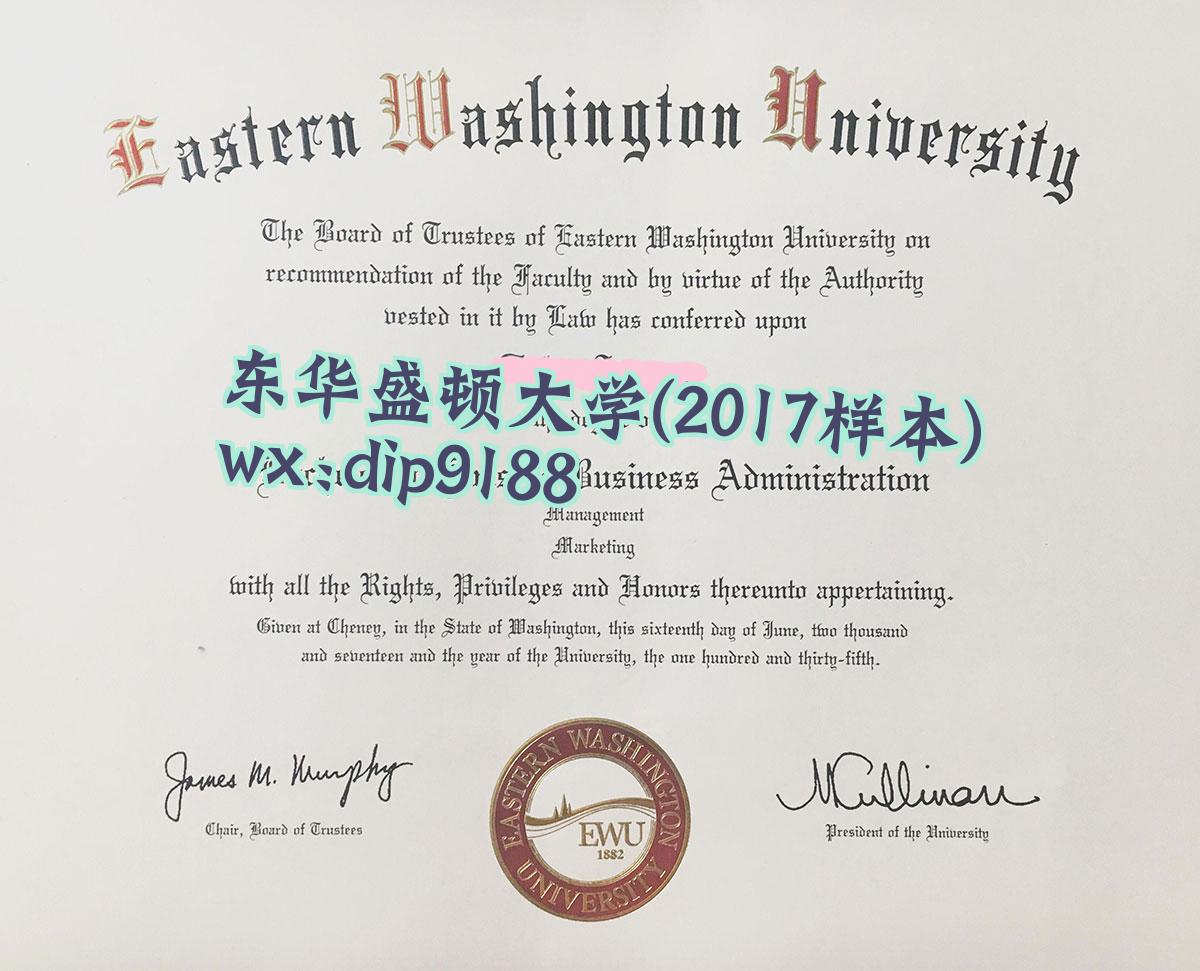 Eastern Washington University
The Board of Trustees of Eastern Washington University on
recommendation of the Faculty and by virtue of the Authority
vested in it by Law has conferred upon
东华盛顿大学(2017样本)
wx:dip9188
Business Administration
Management
Marketing
with all the Rights, Privileges and Honors thereunto appertaining.
Given at Cheney, in the State of Washington, this sixteenth day of June, two thousand
and seventeen and the year of the University, the one hundred and thirty-fifth.
James M. Murphy
Chair, Board of Trustees
EASTERN WASHINGTON
EWU
1882
UNIVERSITY
MCullinan
President of the University